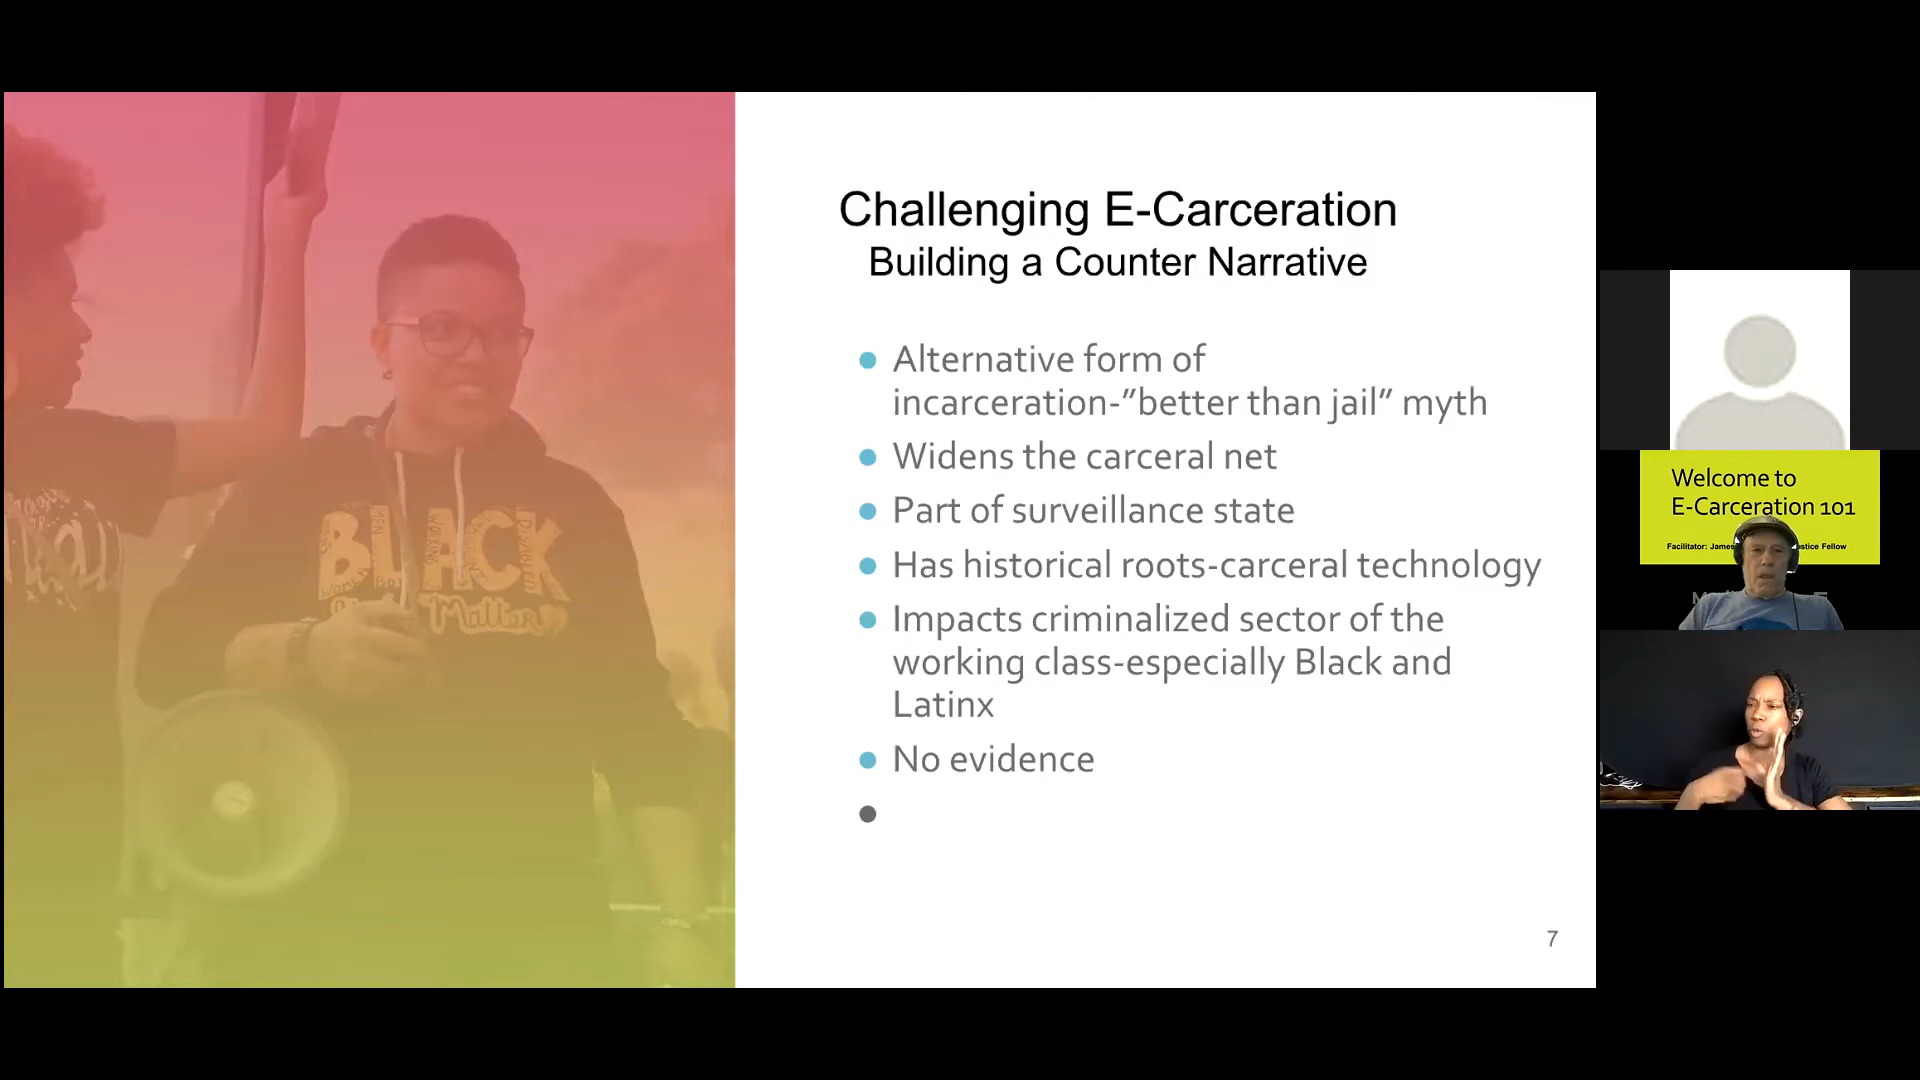 Challenging E-Carceration
Building a Counter Narrative
Alternative form of
incarceration-”better than jail” myth
Widens the carceral net
Part of surveillance state
Has historical roots-carceral technology
Impacts criminalized sector of the
working class-especially Black and
Latinx
No evidence
7
BLACK
Matter
Welcome to
E-Carceration 101
Facilitator: James
Fellow